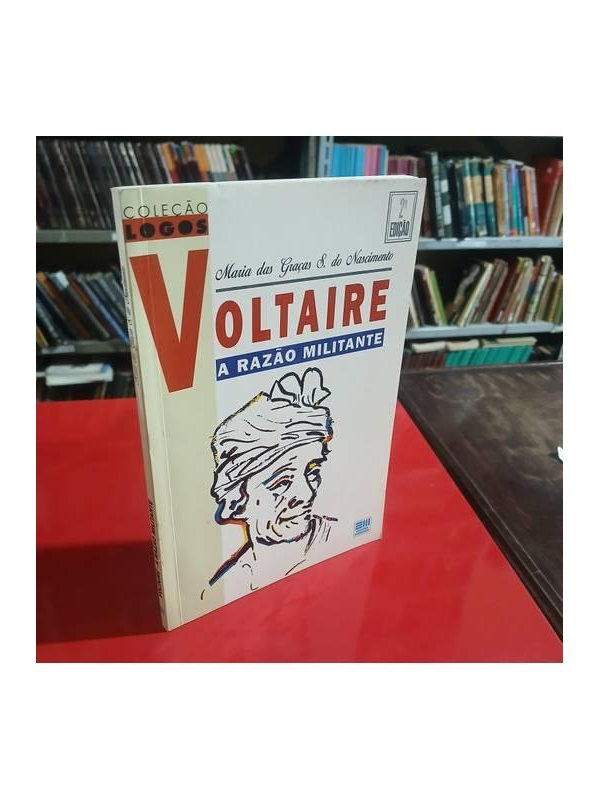 COLEÇÃO
LOGOS
2ª
EDIÇÃO
Maria das Graças S. do Nascimento
VOLTAIRE
A RAZÃO MILITANTE